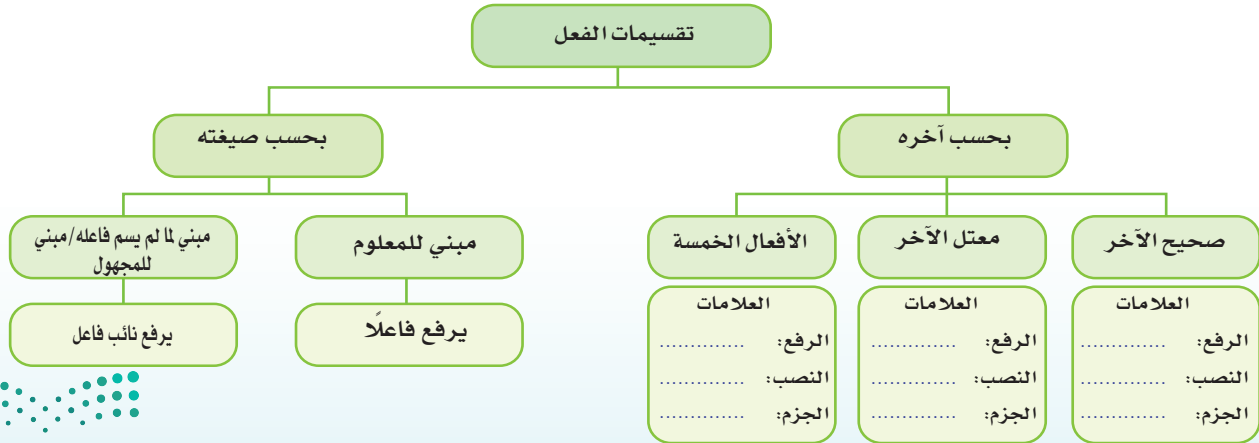 تقسيمات الفعل
بحسب آخره
بحسب صيغته
صحيح الآخر
معتل الآخر
الأفعال الخمسة
مبني للمعلوم
مبني لما لم يسم فاعله/مبني
للمجهول
العلامات
الرفع: ..............
النصب: ..............
الجزم: ..............
العلامات
الرفع: ..............
النصب: ..............
الجزم: ..............
العلامات
الرفع: ..............
النصب: ..............
الجزم: ..............
يرفع فاعلًا
يرفع نائب فاعل